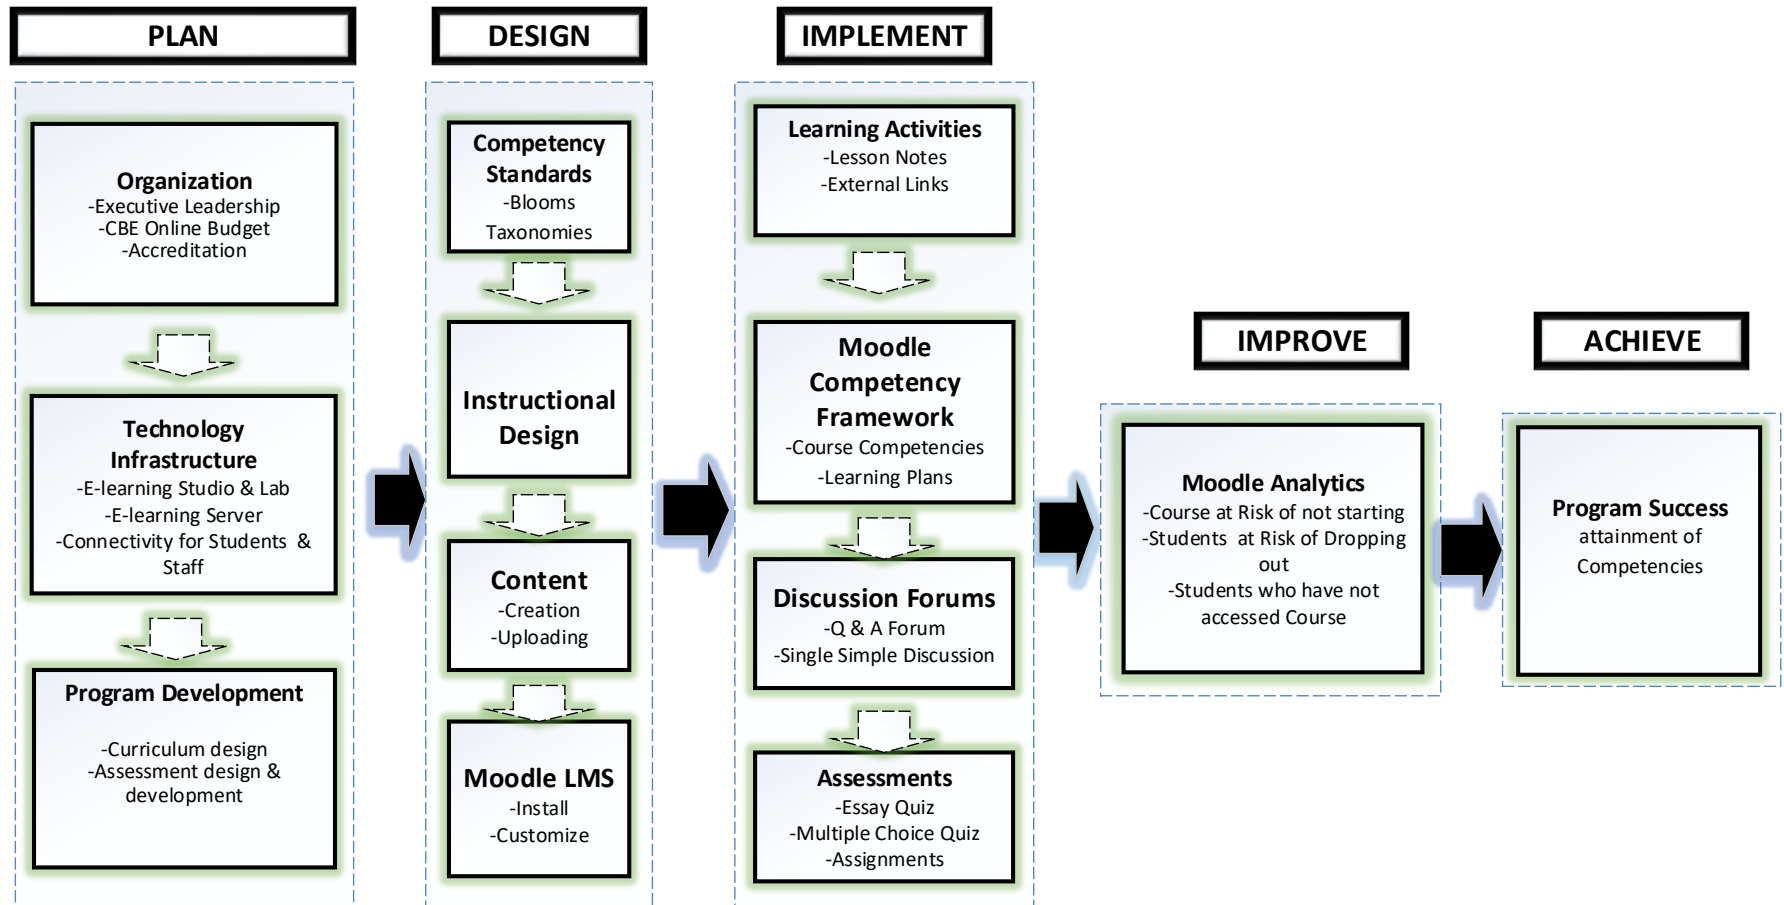 PLAN
Organization
-Executive Leadership
-CBE Online Budget
-Accreditation
Technology
Infrastructure
-E-learning Studio & Lab
-E-learning Server
-Connectivity for Students &
Staff
Program Development
-Curriculum design
-Assessment design &
development
DESIGN
Competency
Standards
-Blooms
Taxonomies
Instructional
Design
Content
-Creation
-Uploading
Moodle LMS
-Install
-Customize
IMPLEMENT
Learning Activities
-Lesson Notes
-External Links
Moodle
Competency
Framework
-Course Competencies
-Learning Plans
Discussion Forums
-Q & A Forum
-Single Simple Discussion
Assessments
-Essay Quiz
-Multiple Choice Quiz
-Assignments
IMPROVE
Moodle Analytics
-Course at Risk of not starting
-Students at Risk of Dropping
out
-Students who have not
accessed Course
ACHIEVE
Program Success
attainment of
Competencies